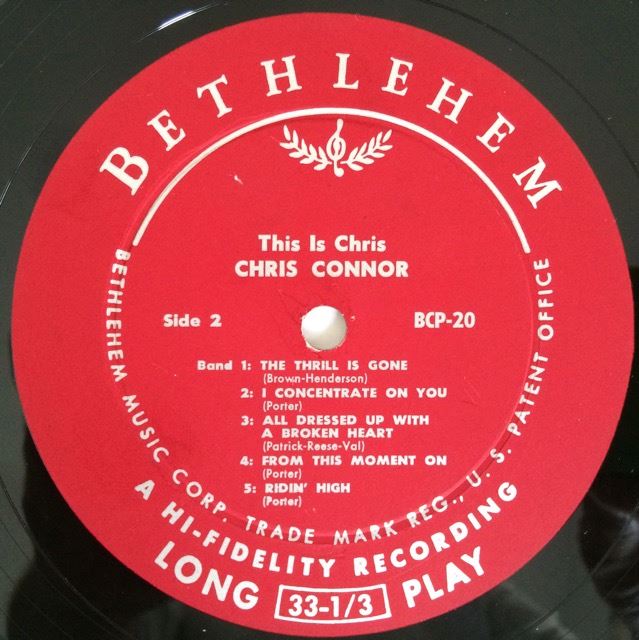 BETHLEHEM
This Is Chris
CHRIS CONNOR
Side 2
BCP-20
Band 1: THE THRILL IS GONE
(Brown-Henderson)
2: I CONCENTRATE ON YOU
(Porter)
3: ALL DRESSED UP WITH
A BROKEN HEART
(Patrick-Reese-Val)
4: FROM THIS MOMENT ON
(Porter)
5: RIDIN' HIGH
(Porter)
BETHLEHEM MUSIC CORP. TRADE MARK REG., U. S. PATENT OFFICE
A HI-FIDELITY RECORDING
LONG 33-1/3 PLAY